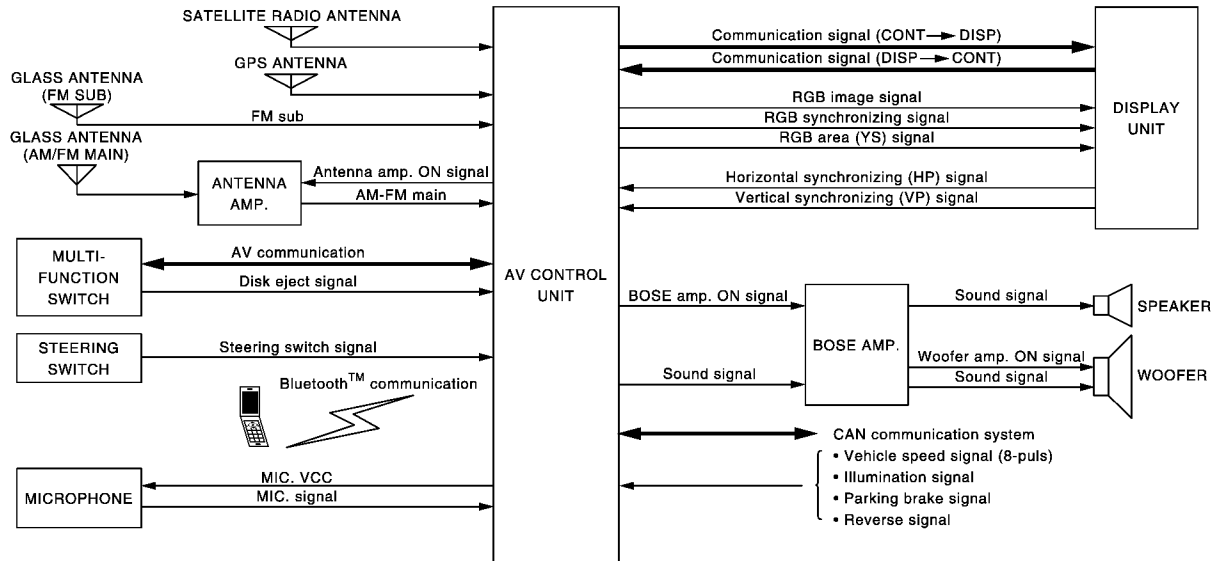 SATELLITE RADIO ANTENNA
GPS ANTENNA
GLASS ANTENNA
(FM SUB)
FM sub
GLASS ANTENNA
(AM/FM MAIN)
ANTENNA
AMP.
Antenna amp. ON signal
AM-FM main
MULTI-
FUNCTION
SWITCH
AV communication
Disk eject signal
STEERING
SWITCH
Steering switch signal
Bluetooth™ communication
MICROPHONE
MIC. VCC
MIC. signal
AV CONTROL
UNIT
Communication signal (CONT → DISP)
Communication signal (DISP → CONT)
RGB image signal
RGB synchronizing signal
RGB area (YS) signal
Horizontal synchronizing (HP) signal
Vertical synchronizing (VP) signal
DISPLAY
UNIT
BOSE amp. ON signal
Sound signal
BOSE AMP.
Sound signal
SPEAKER
Woofer amp. ON signal
Sound signal
WOOFER
CAN communication system
• Vehicle speed signal (8-puls)
• Illumination signal
• Parking brake signal
• Reverse signal